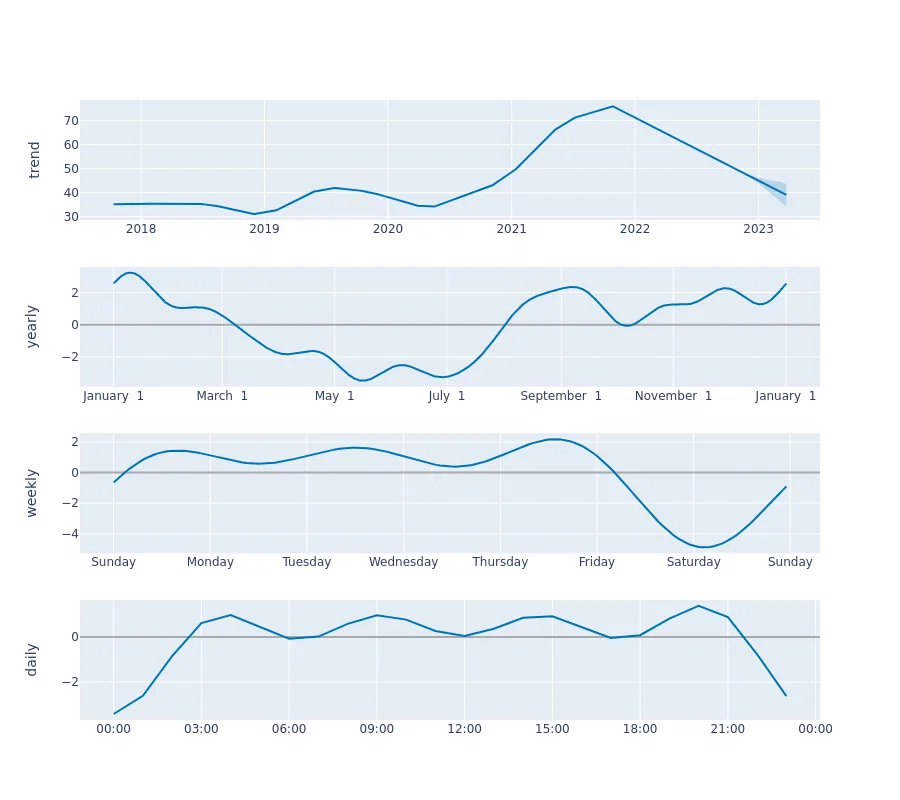 trend
70
60
50
40
30
2018 2019 2020 2021 2022 2023
yearly
2
0
−2
January 1 March 1 May 1 July 1 September 1 November 1 January 1
weekly
2
0
−2
−4
Sunday Monday Tuesday Wednesday Thursday Friday Saturday Sunday
daily
0
−2
00:00 03:00 06:00 09:00 12:00 15:00 18:00 21:00 00:00